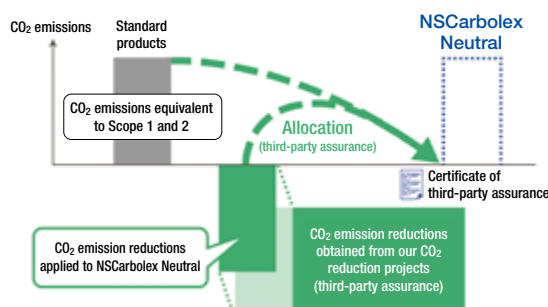 CO₂ emissions
Standard
products
NSCarbolex
Neutral
CO₂ emissions equivalent
to Scope 1 and 2
Allocation
(third-party assurance)
Certificate of
third-party assurance
CO₂ emission reductions
applied to NSCarbolex Neutral
CO₂ emission reductions
obtained from our CO₂
reduction projects
(third-party assurance)